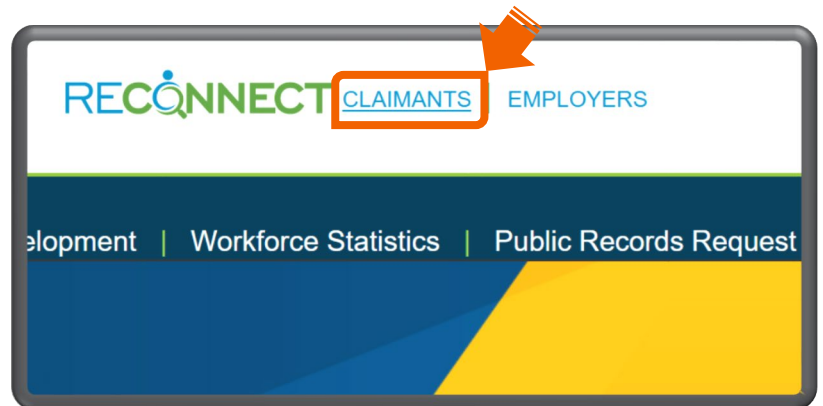 RECONNECT CLAIMANTS EMPLOYERS
elopment | Workforce Statistics | Public Records Request